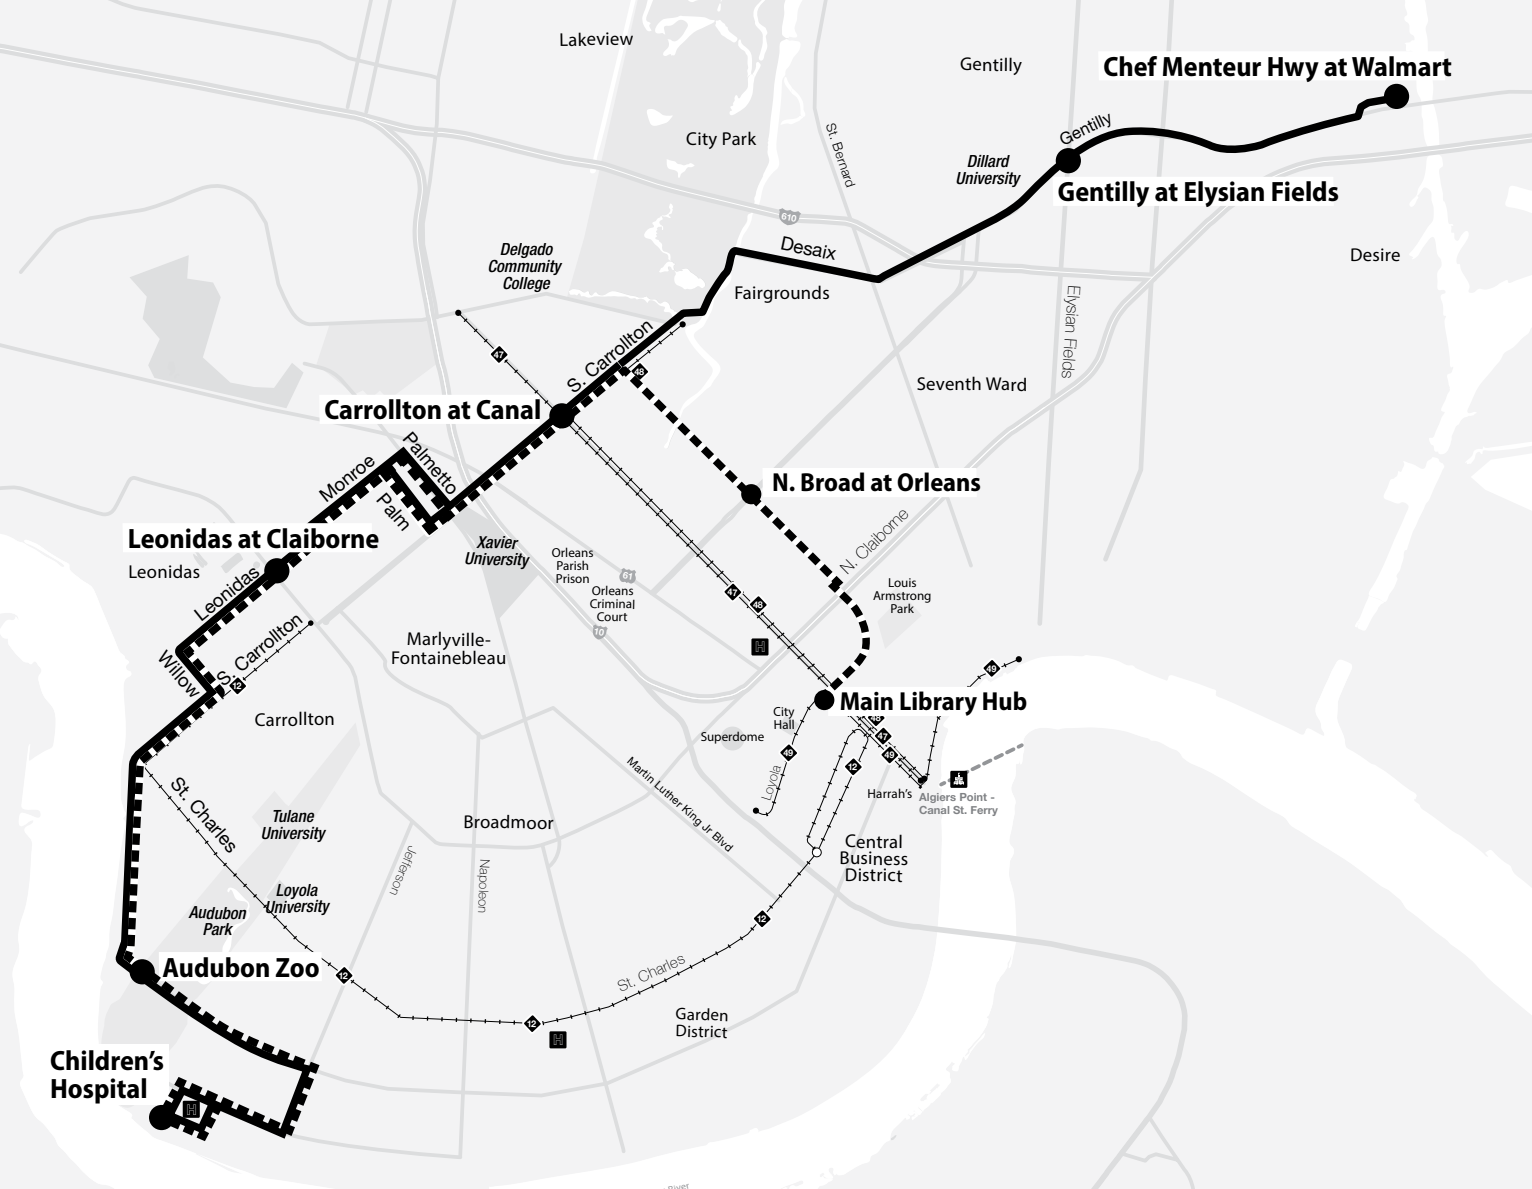 Lakeview
Gentilly
Chef Menteur Hwy at Walmart
City Park
St. Bernard
Gentilly
Dillard
University
Gentilly at Elysian Fields
610
Desaix
Delgado
Community
College
Desire
Fairgrounds
Elysian Fields
S. Carrollton
47
48
Seventh Ward
Carrollton at Canal
Palmetto
Monroe
Palm
N. Broad at Orleans
N. Claiborne
Leonidas at Claiborne
Leonidas
Xavier
University
Orleans
Parish
Prison
61
Orleans
Criminal
Court
10
47
48
Louis
Armstrong
Park
Leonidas
S. Carrollton
Willow
12
Marlyville-
Fontainebleau
H
49
Main Library Hub
Carrollton
City
Hall
Superdome
49
48
47
49
12
Loyola
Harrah's
Algiers Point -
Canal St. Ferry
Martin Luther King Jr Blvd
St. Charles
Tulane
University
Broadmoor
Central
Business
District
Jefferson
Napoleon
Loyola
University
Audubon
Park
12
Audubon Zoo
12
St. Charles
12
Garden
District
H
Children's
Hospital
H
River